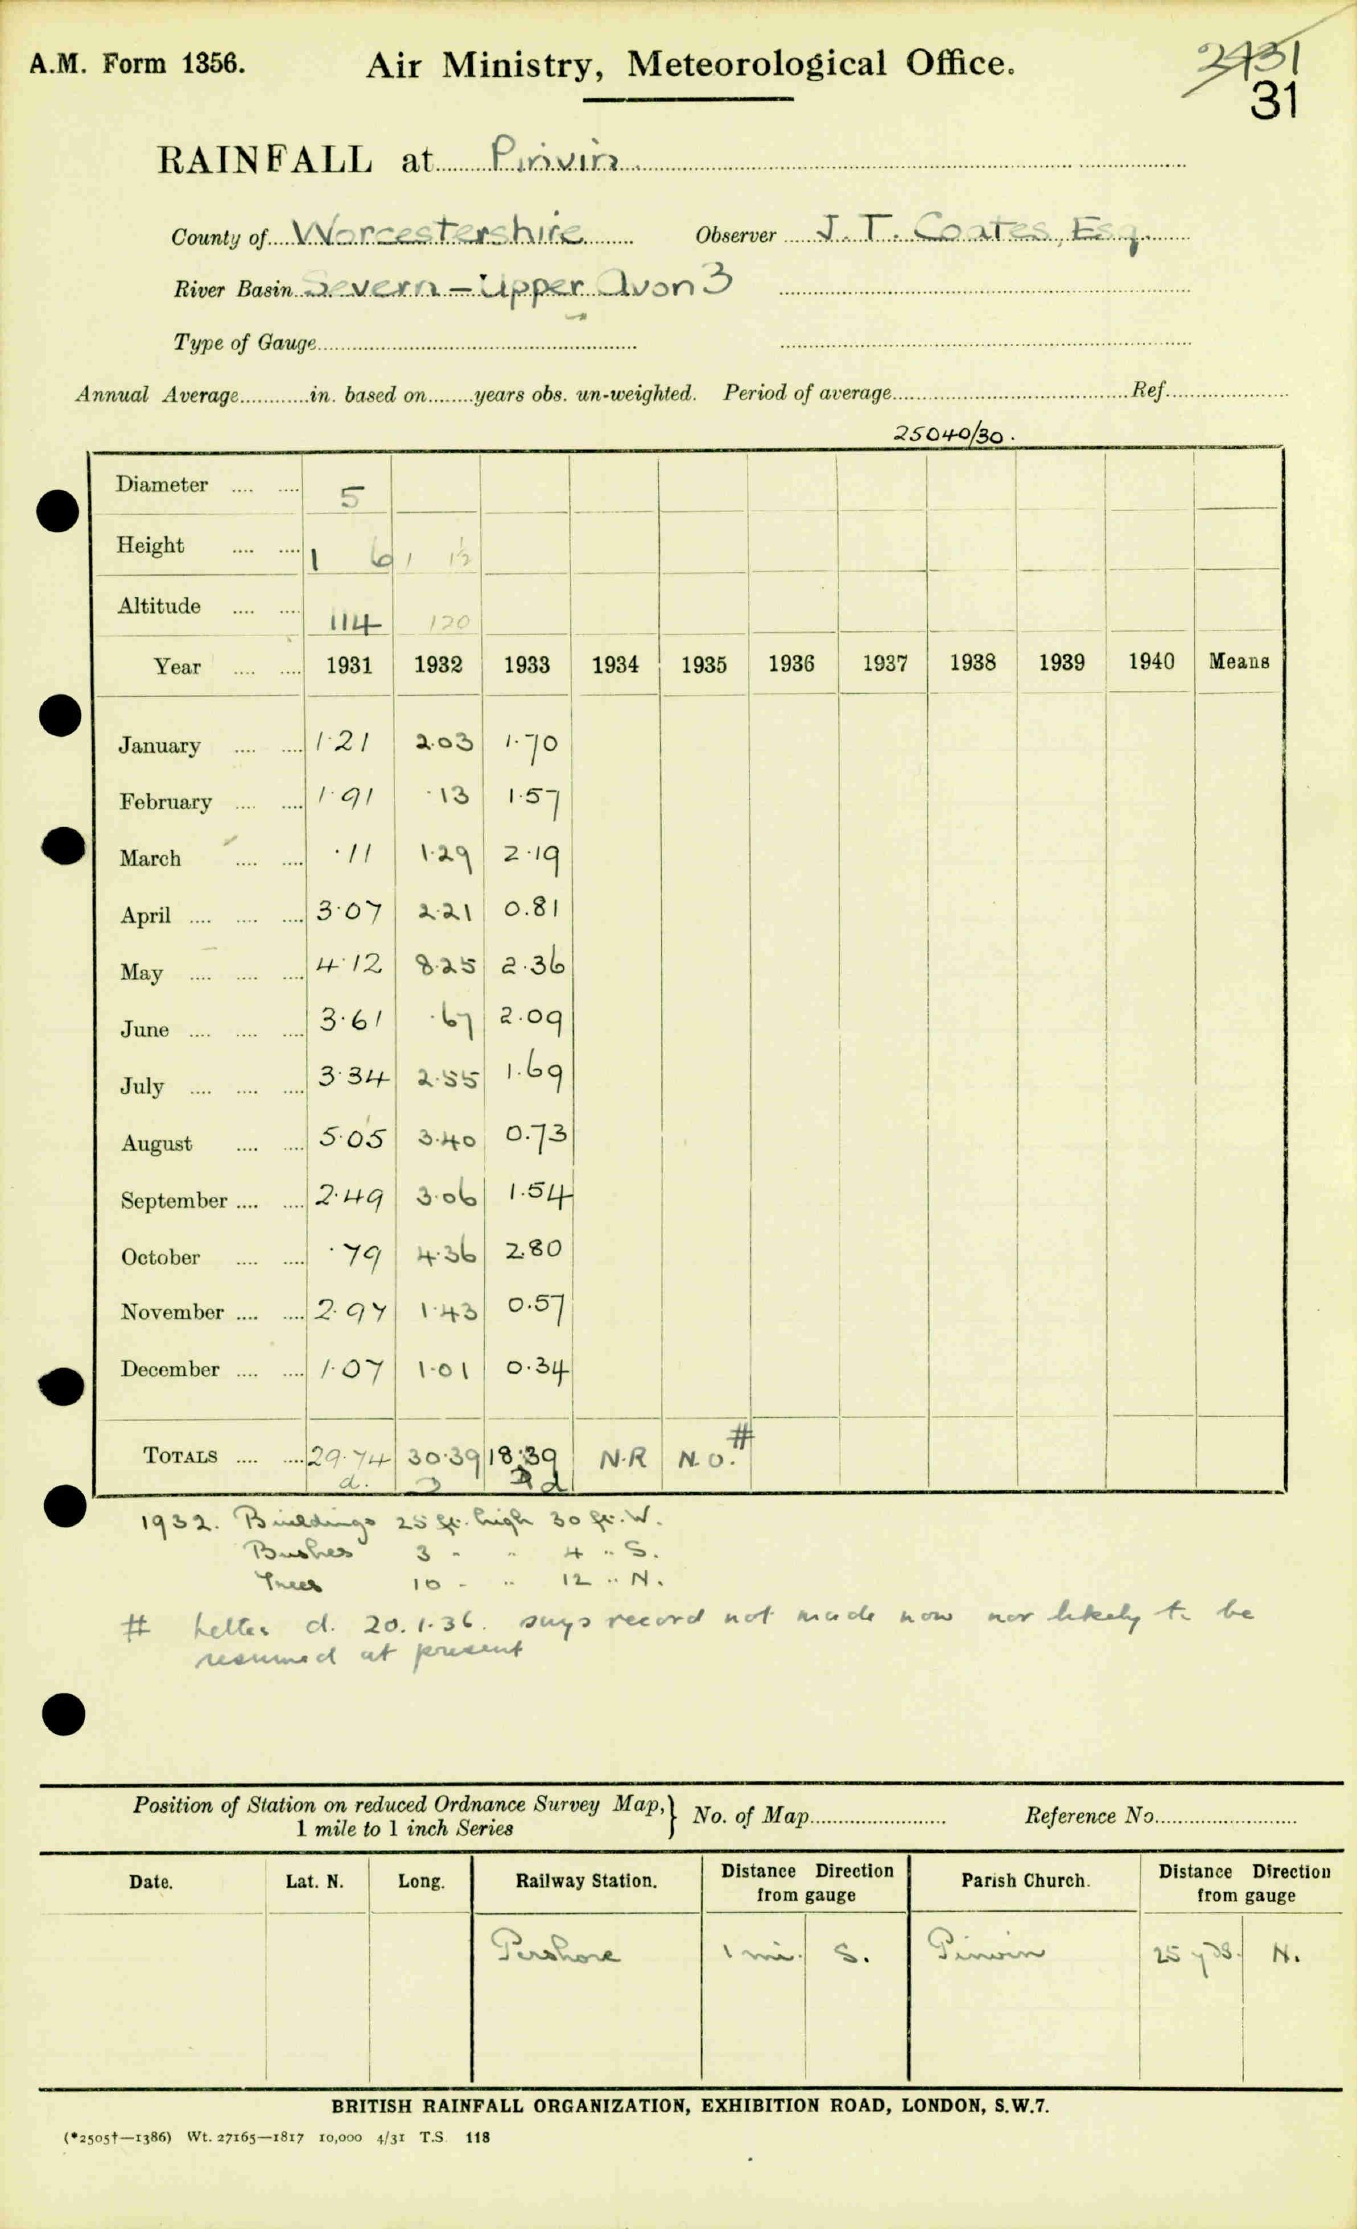 A.M. Form 1356.
Air Ministry, Meteorological Office.
2431
31
RAINFALL at Pinvin.
County of Worcestershire Observer J. T. Coates, Esq.
River Basin Severn - Upper Avon 3
Type of Gauge
Annual Average in. based on years obs. un-weighted. Period of average Ref.
25040/30.
Diameter 5
Height 1 6 1 1½
Altitude 114 120
Year 1931 1932 1933 1934 1935 1936 1937 1938 1939 1940 Means
January 1.21 2.03 1.70
February 1.91 .13 1.57
March .11 1.29 2.19
April 3.07 2.21 0.81
May 4.12 8.25 2.36
June 3.61 .67 2.09
July 3.34 2.55 1.69
August 5.05 3.40 0.73
September 2.49 3.06 1.54
October .79 4.36 2.80
November 2.97 1.43 0.57
December 1.07 1.01 0.34
TOTALS 29.74 30.39 18.39 N.R N.O. #
d. d
1932. Buildings 25 ft. high 30 ft. W.
Bushes 3 " " 4 " S.
Trees 10 " " 12 " N.
# Letter d. 20.1.36. says record not made now nor likely to be
resumed at present
Position of Station on reduced Ordnance Survey Map, } No. of Map Reference No.
1 mile to 1 inch Series
Date. Lat. N. Long. Railway Station. Distance Direction from gauge Parish Church. Distance Direction from gauge
Pershore 1 mi. S. Pinvin 25 yds. N.
BRITISH RAINFALL ORGANIZATION, EXHIBITION ROAD, LONDON, S.W.7.
(*2505†—1386) Wt. 27165—1817 10,000 4/31 T.S. 118